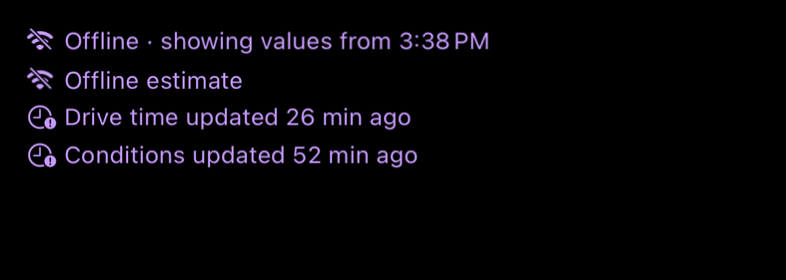 Offline · showing values from 3:38 PM
Offline estimate
Drive time updated 26 min ago
Conditions updated 52 min ago